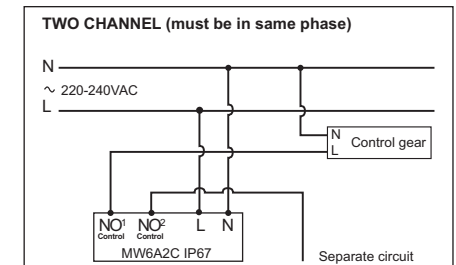 TWO CHANNEL (must be in same phase)
N
~ 220-240VAC
L
N
L
Control gear
NO¹ NO² L N
Control Control
MW6A2C IP67
Separate circuit